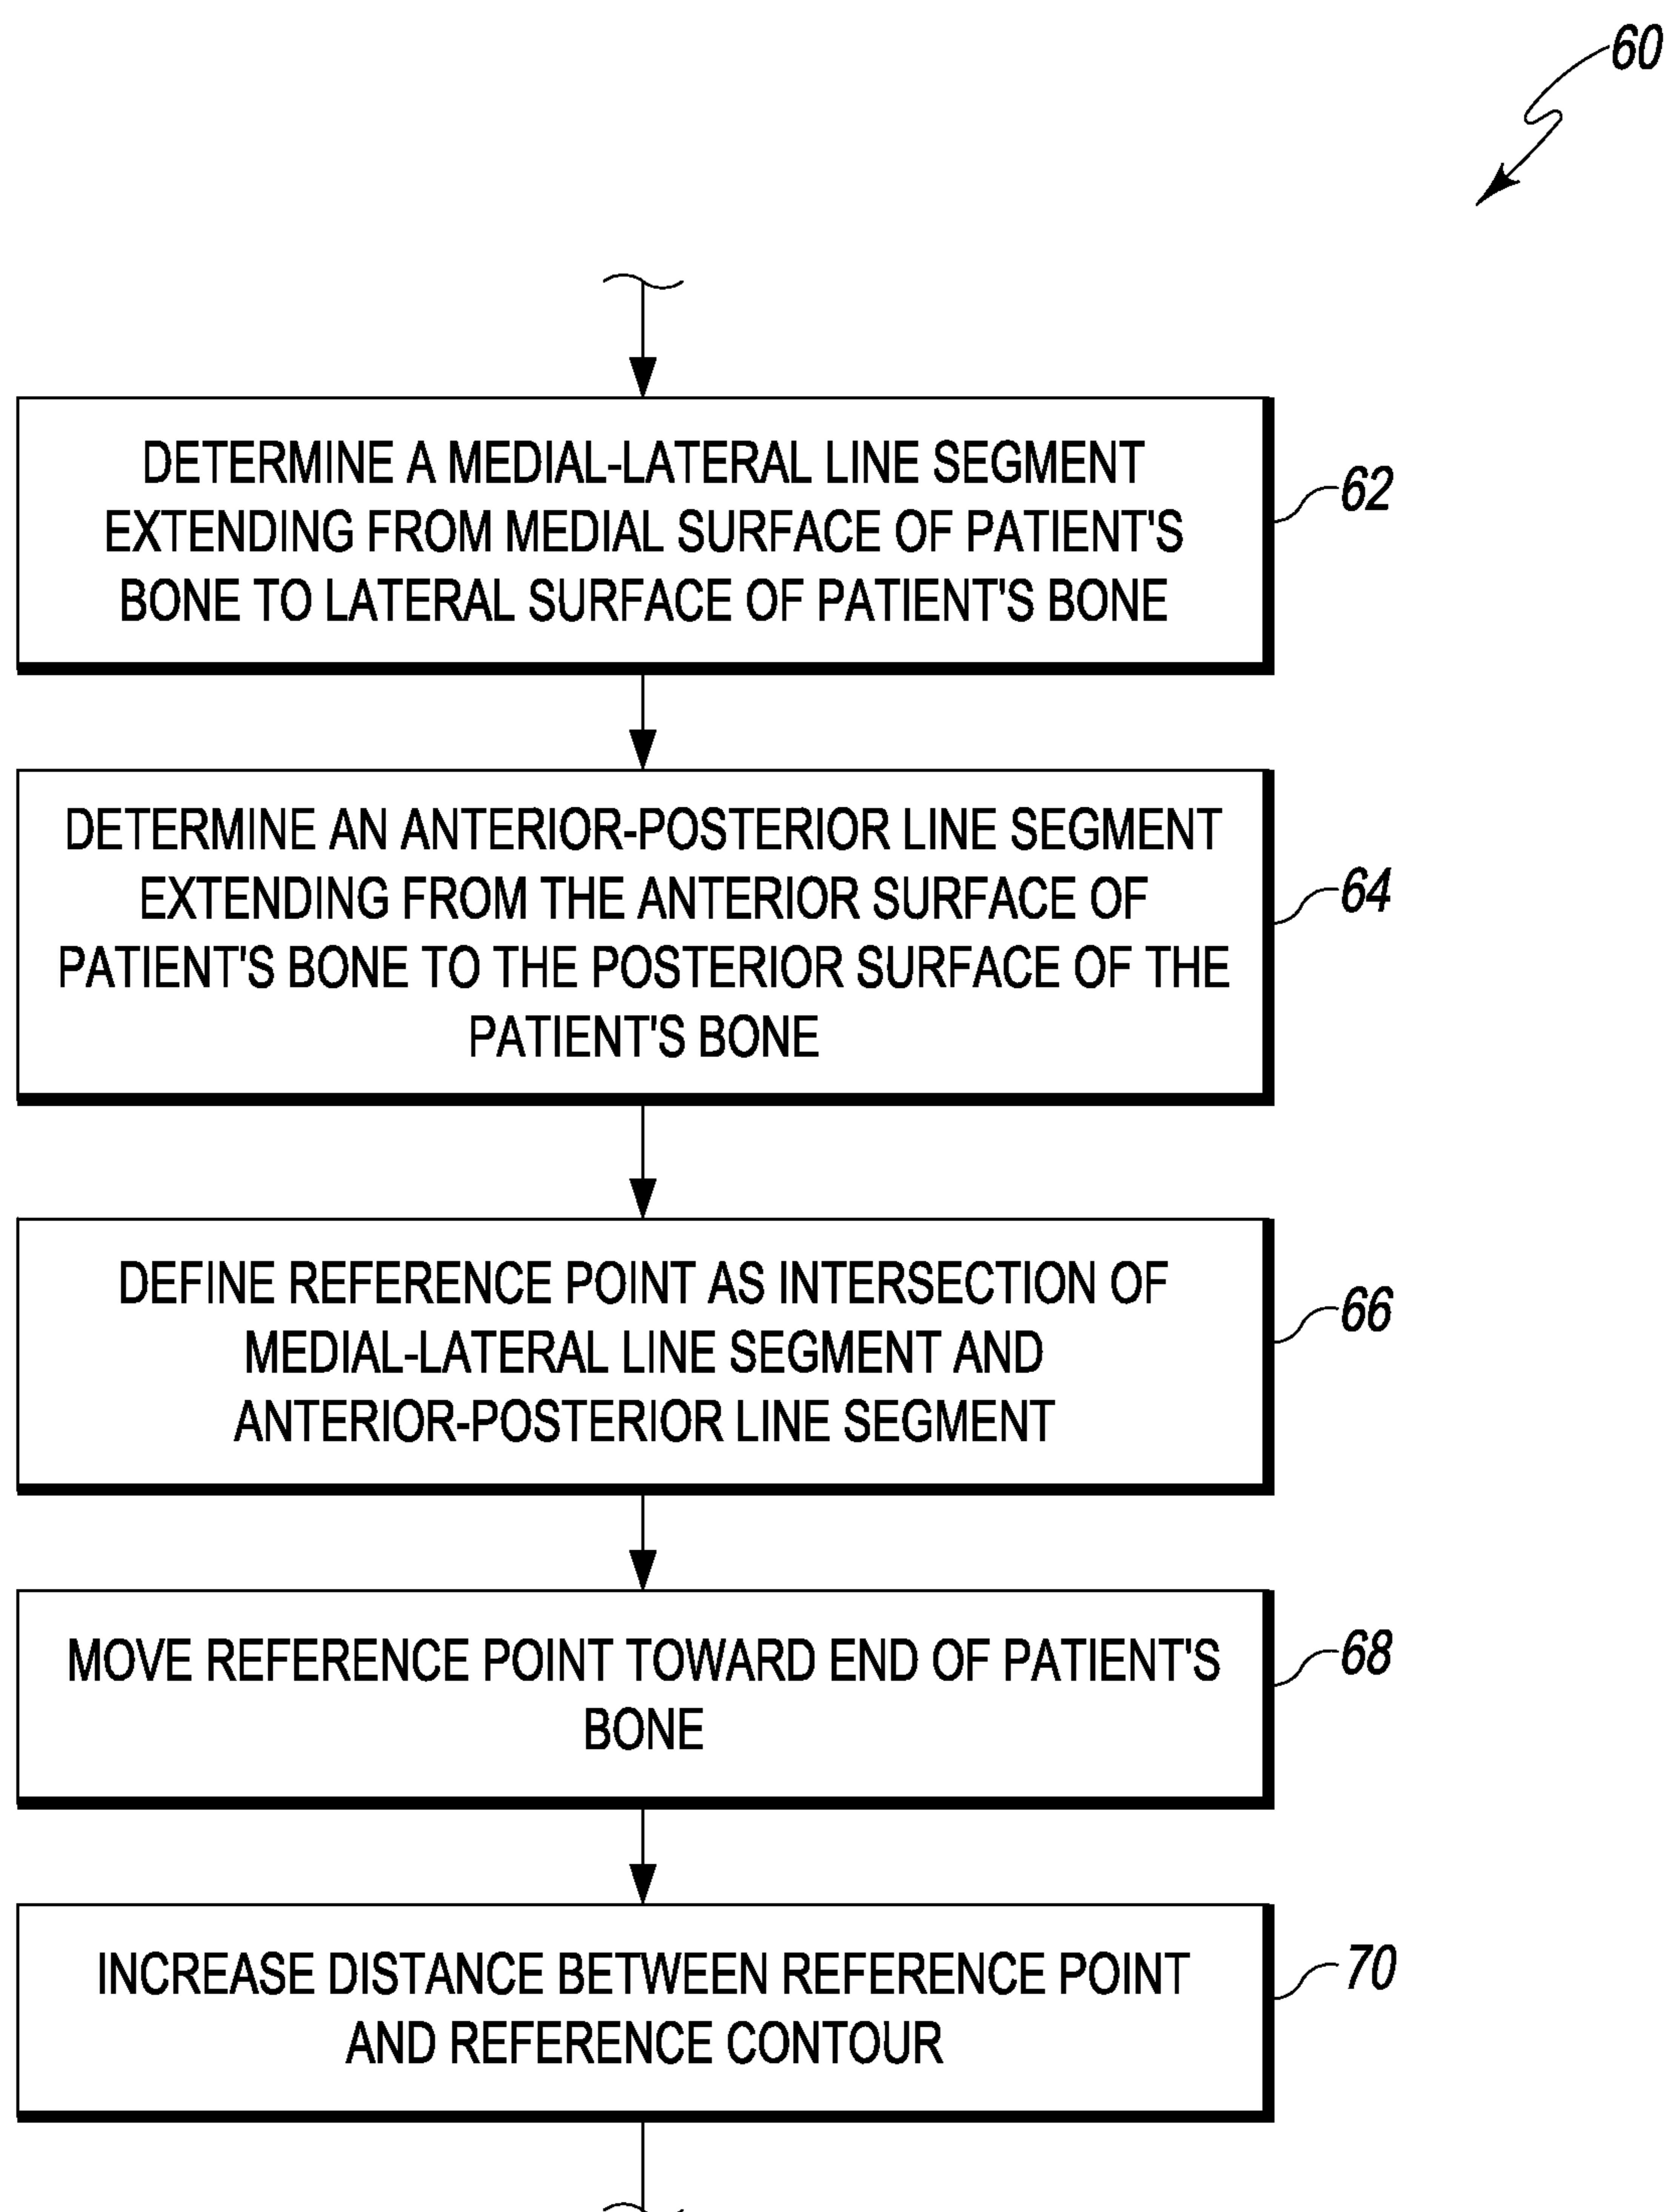 60
DETERMINE A MEDIAL-LATERAL LINE SEGMENT
EXTENDING FROM MEDIAL SURFACE OF PATIENT'S
BONE TO LATERAL SURFACE OF PATIENT'S BONE
62
DETERMINE AN ANTERIOR-POSTERIOR LINE SEGMENT
EXTENDING FROM THE ANTERIOR SURFACE OF
PATIENT'S BONE TO THE POSTERIOR SURFACE OF THE
PATIENT'S BONE
64
DEFINE REFERENCE POINT AS INTERSECTION OF
MEDIAL-LATERAL LINE SEGMENT AND
ANTERIOR-POSTERIOR LINE SEGMENT
66
MOVE REFERENCE POINT TOWARD END OF PATIENT'S
BONE
68
INCREASE DISTANCE BETWEEN REFERENCE POINT
AND REFERENCE CONTOUR
70